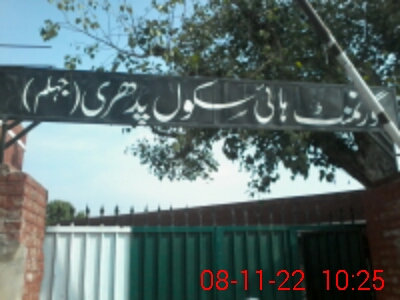 گورنمنٹ ہائی سکول پدھری (جہلم)
08-11-22 10:25